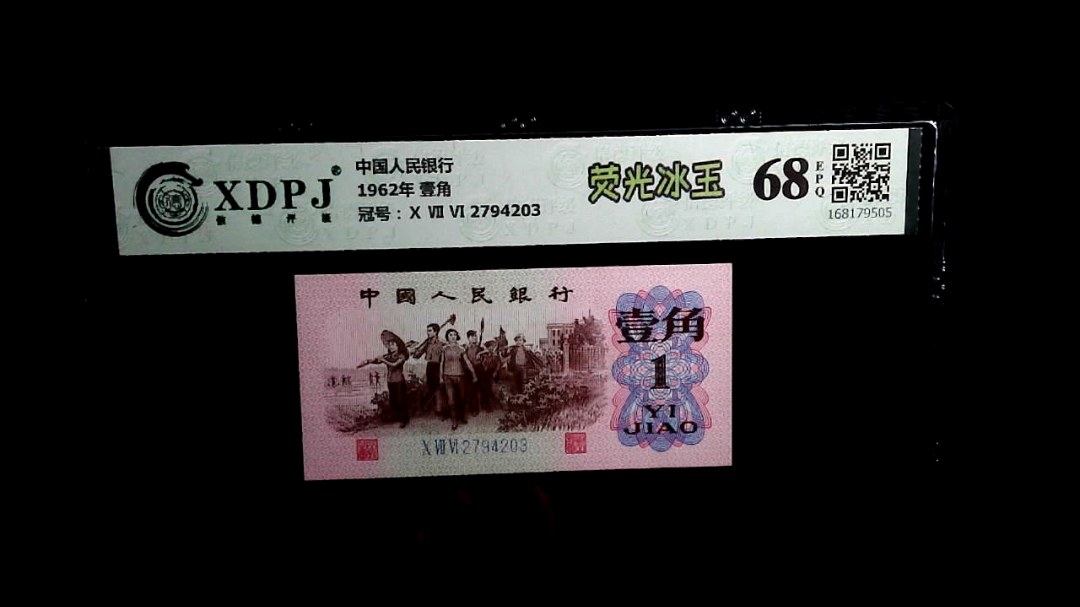 XDPJ®
中国人民银行
1962年 壹角
冠号：X Ⅶ Ⅵ 2794203
荧光冰玉
68
EPQ
168179505
中國人民銀行
壹角
1
YI
JIAO
X Ⅶ Ⅵ 2794203